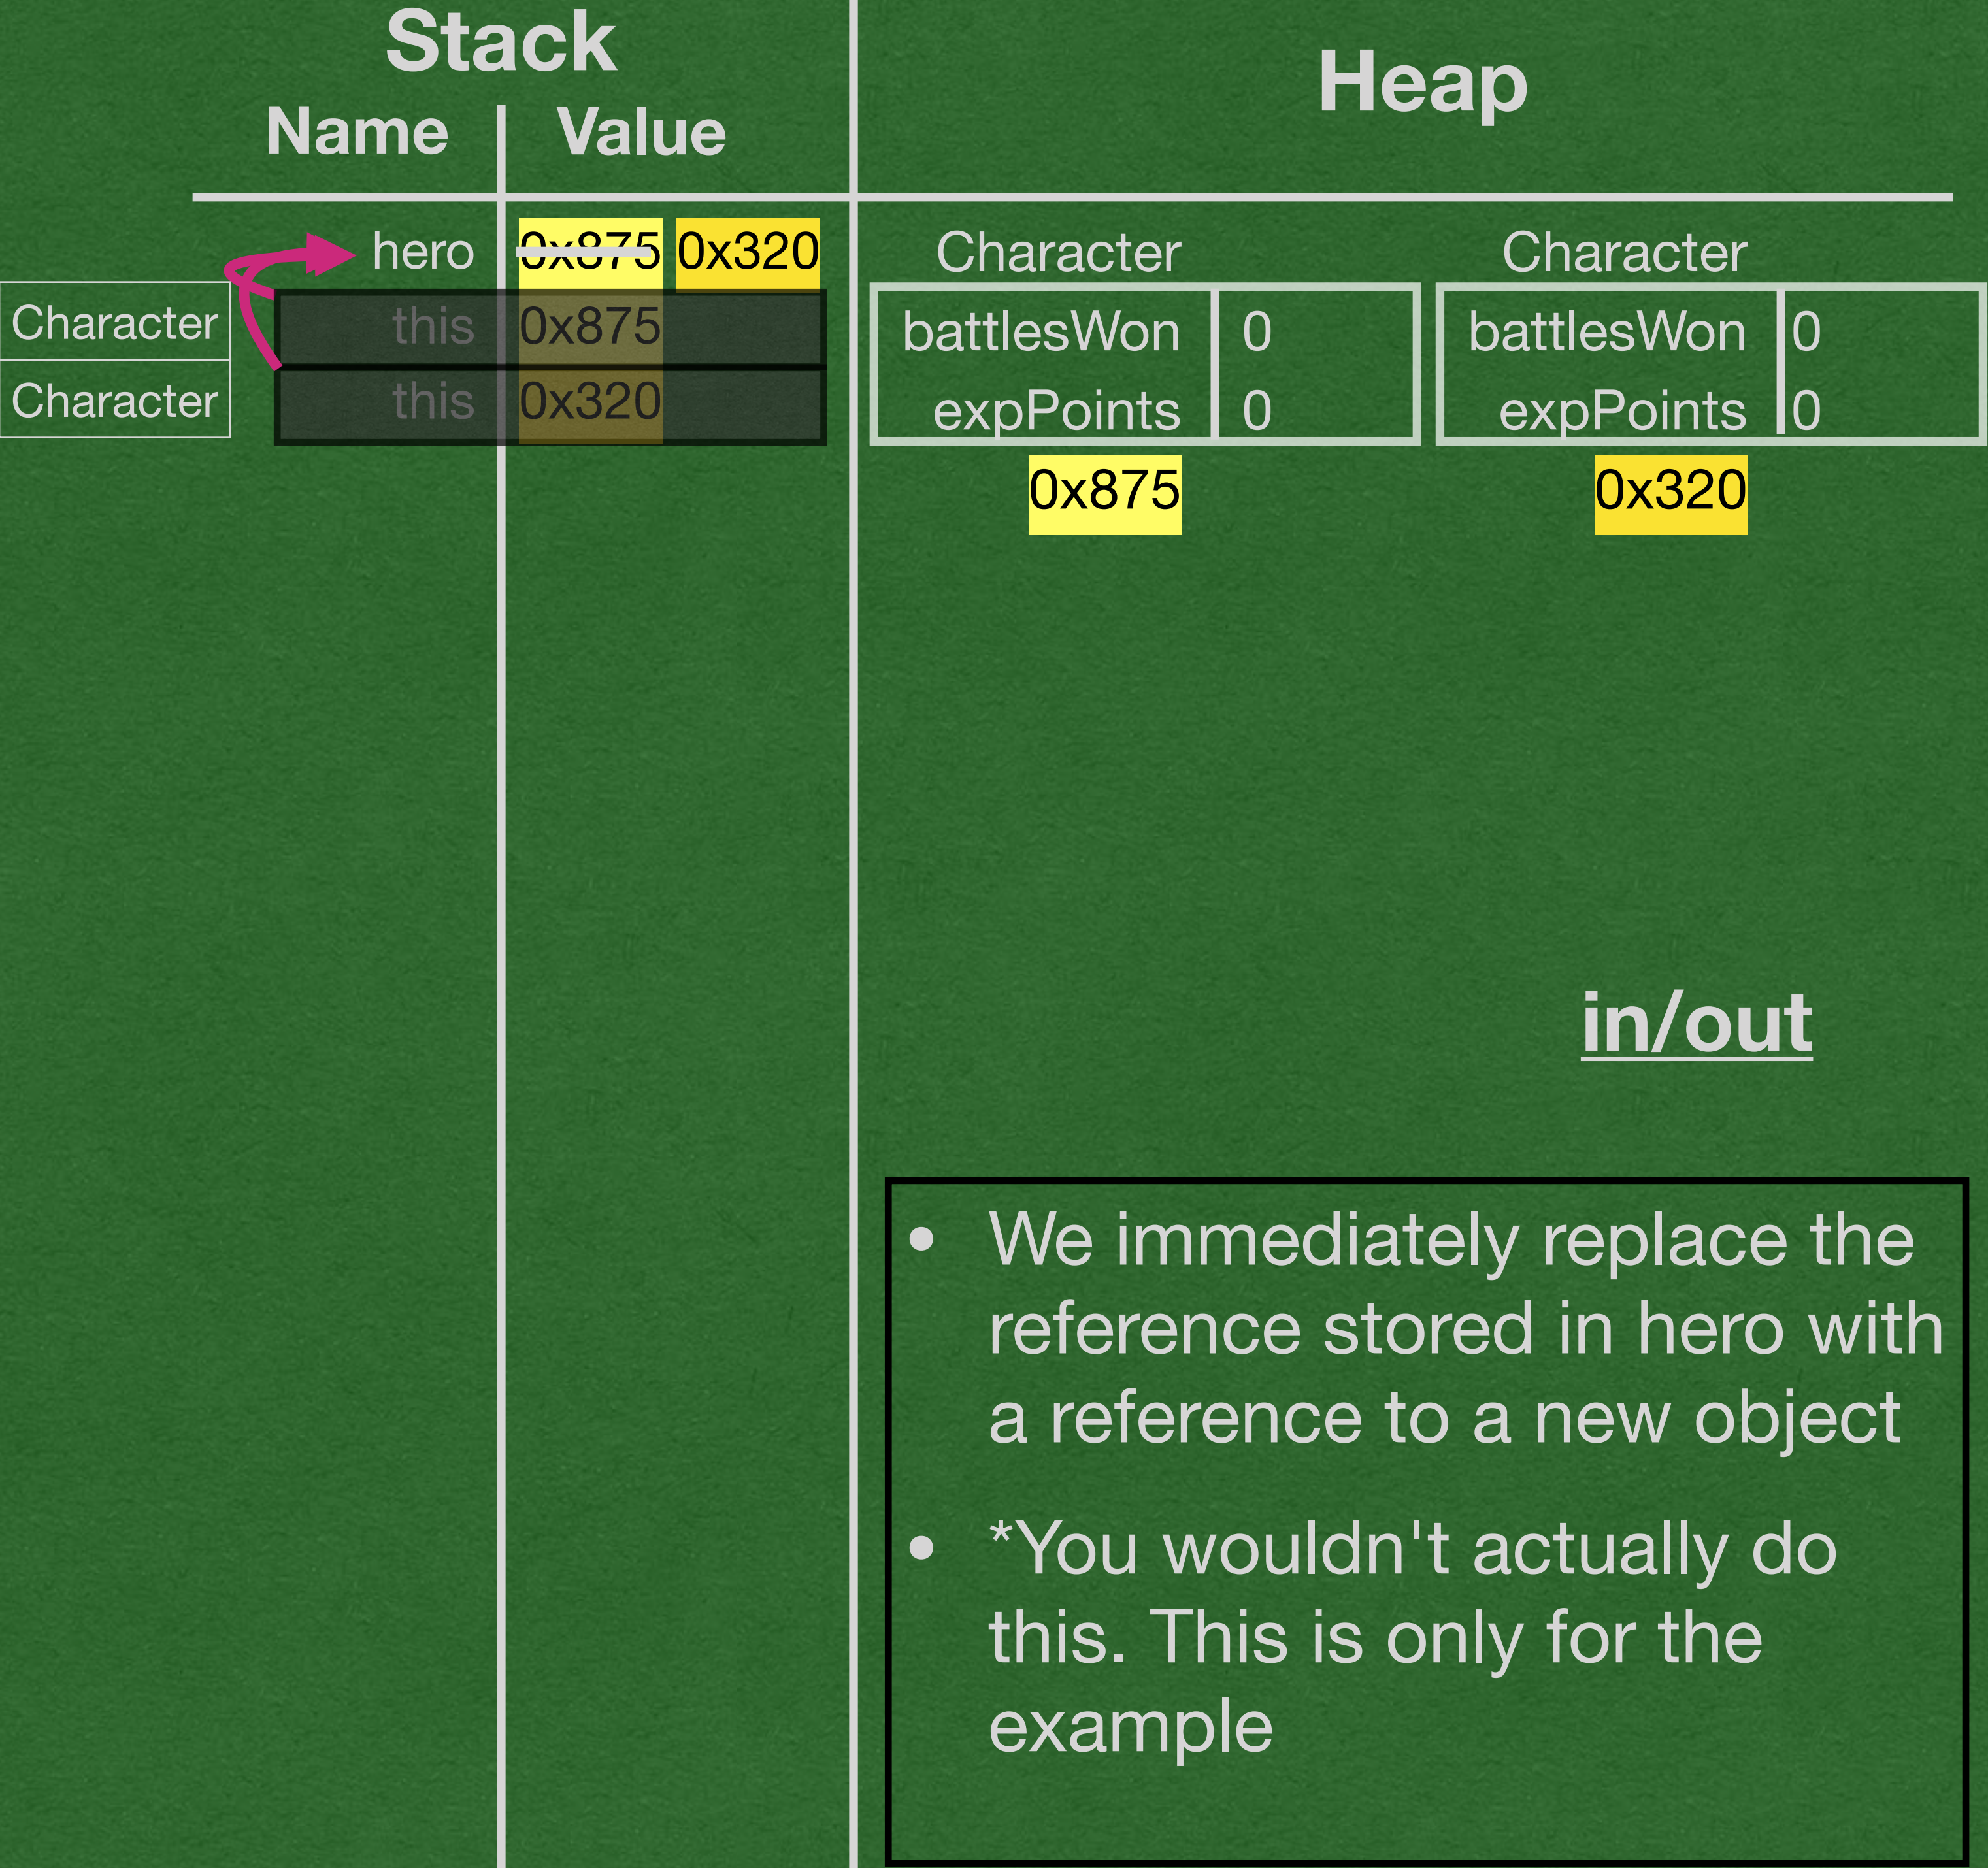 Stack
Heap
Name Value
hero 0x875 0x320
Character this 0x875
Character this 0x320
Character
battlesWon 0
expPoints 0
0x875
Character
battlesWon 0
expPoints 0
0x320
in/out
• We immediately replace the
reference stored in hero with
a reference to a new object
• *You wouldn't actually do
this. This is only for the
example